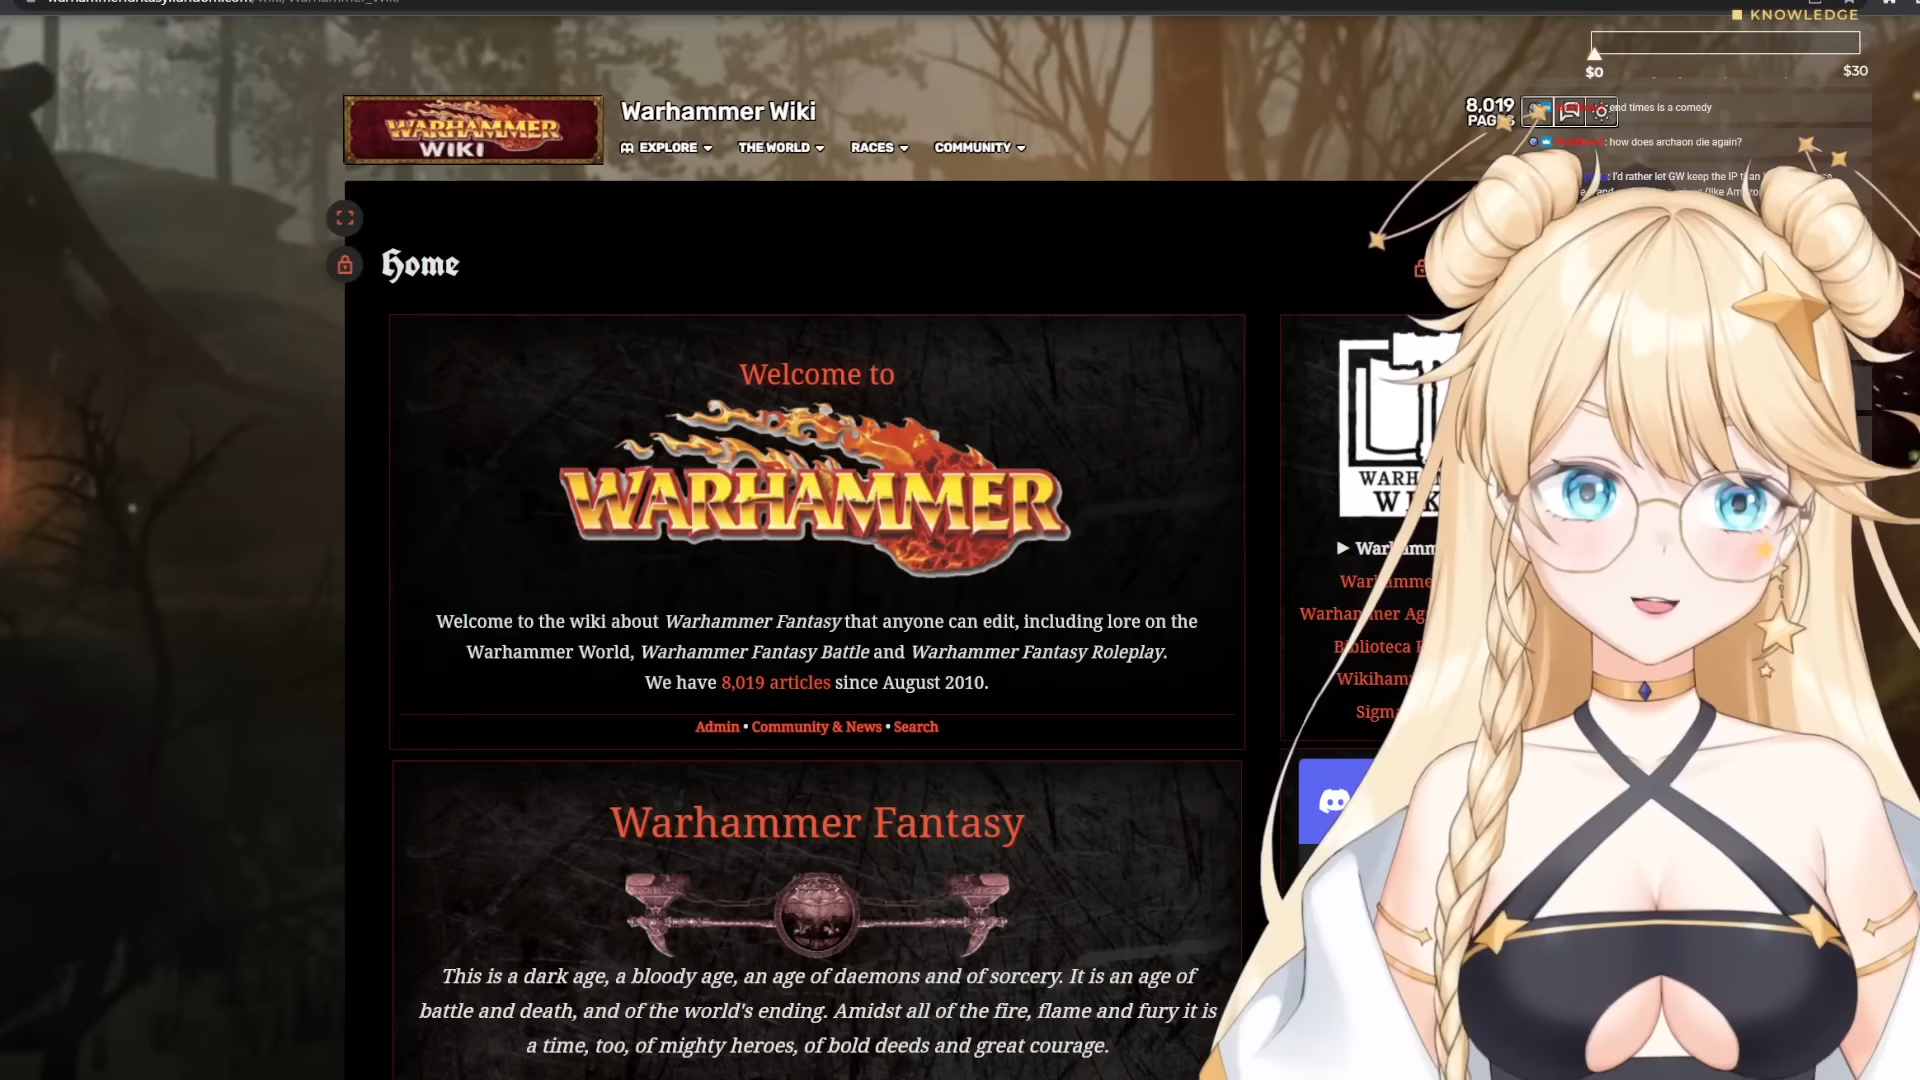 KNOWLEDGE
$0
$30
WARHAMMER
WIKI
Warhammer Wiki
8,019
EXPLORE
THE WORLD
RACES
COMMUNITY
end times is a comedy
: how does archaon die again?
: I'd rather let GW keep the IP than
Home
Welcome to
WARHAMMER
Welcome to the wiki about Warhammer Fantasy that anyone can edit, including lore on the
Warhammer World, Warhammer Fantasy Battle and Warhammer Fantasy Roleplay.
We have 8,019 articles since August 2010.
Admin • Community & News • Search
Warhammer Fantasy
This is a dark age, a bloody age, an age of daemons and of sorcery. It is an age of
battle and death, and of the world's ending. Amidst all of the fire, flame and fury it is
a time, too, of mighty heroes, of bold deeds and great courage.